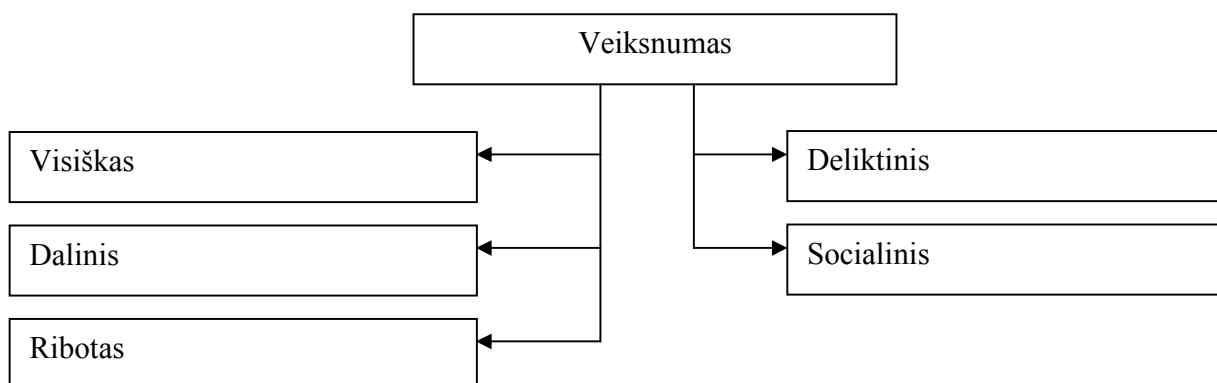 Veiksnumas
Visiškas
Deliktinis
Dalinis
Socialinis
Ribotas